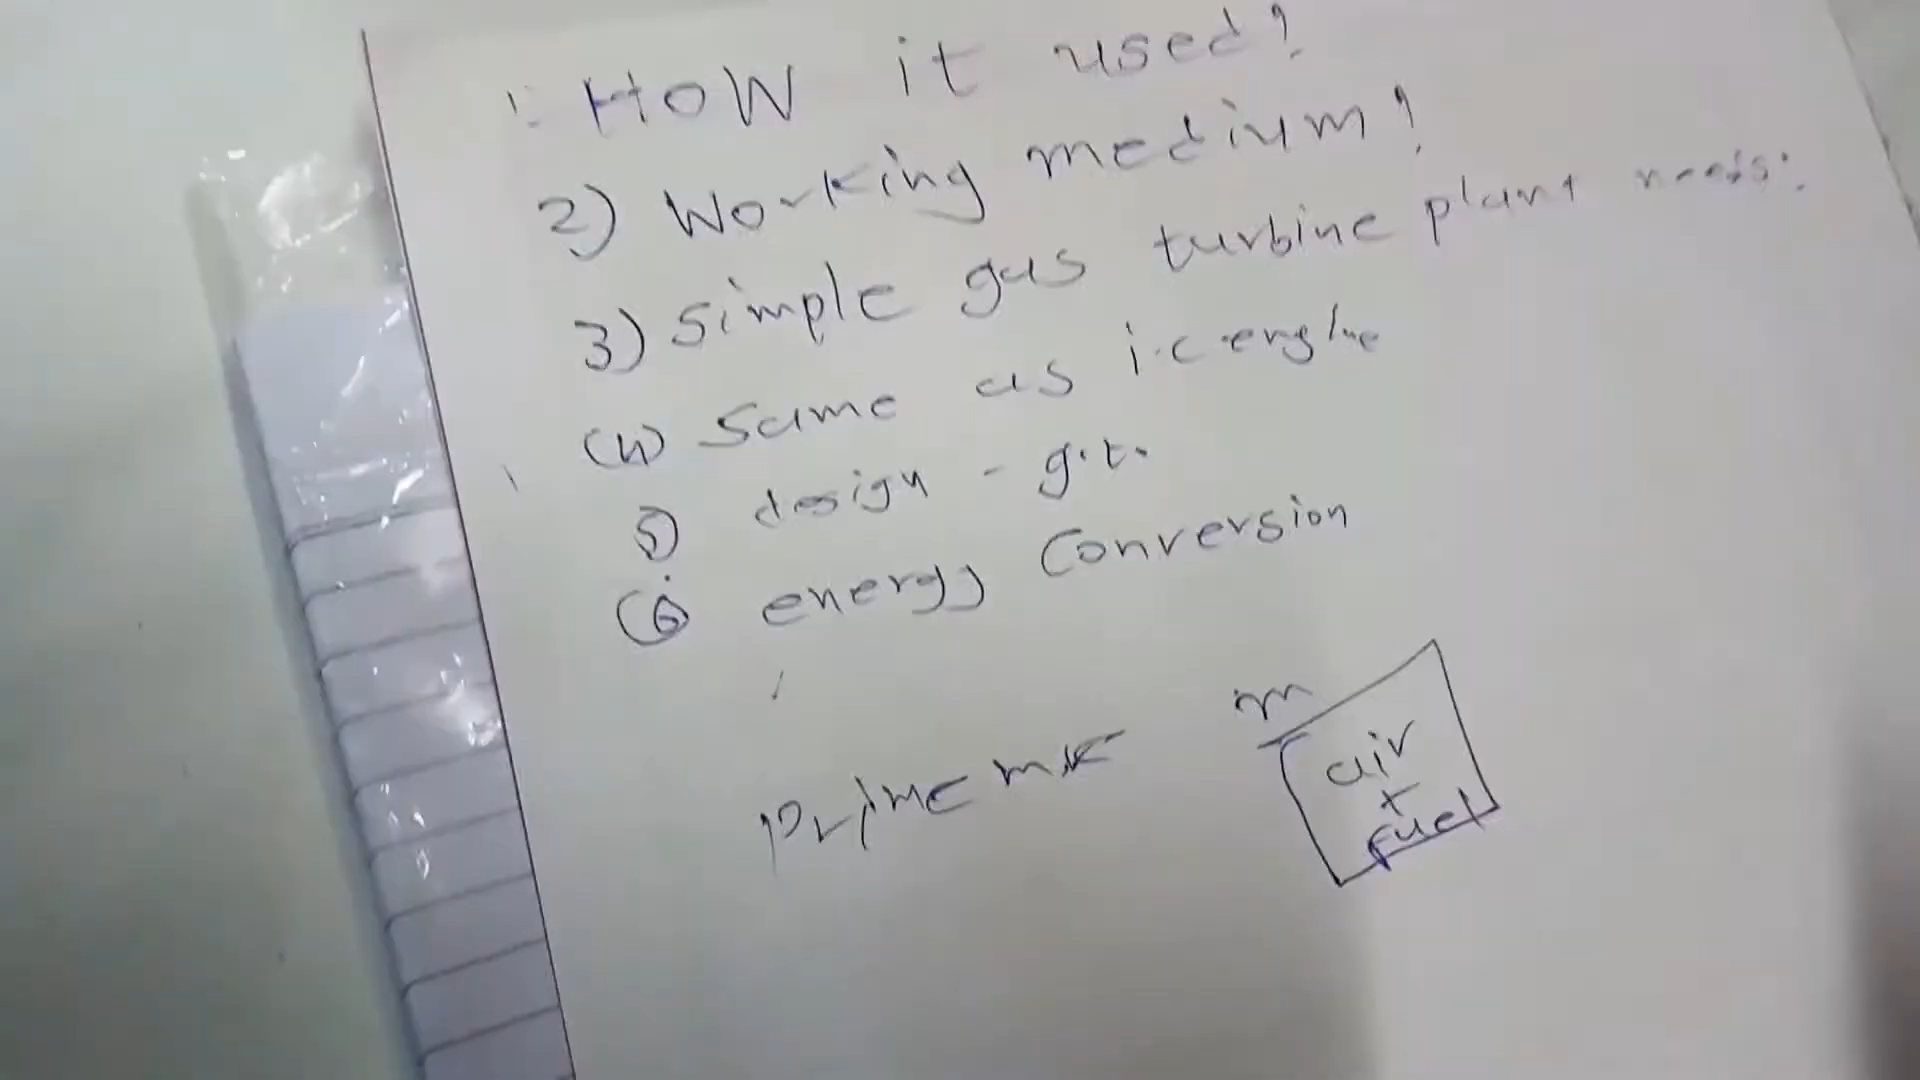 1. HOW it used?
2) Working medium?
3) simple gas turbine plant needs:
(4) same as i.c. engine
5) design - g.t.
(6) energy conversion
prime
m
air
+
fuel